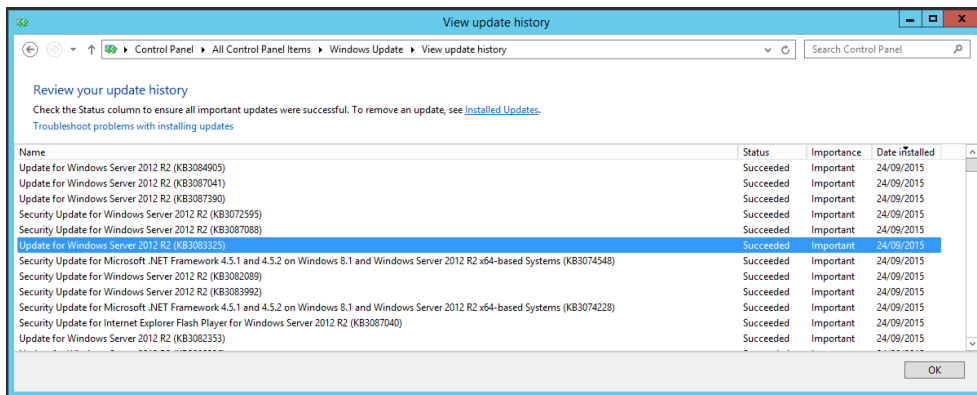 View update history
Control Panel ▸ All Control Panel Items ▸ Windows Update ▸ View update history
Search Control Panel
Review your update history
Check the Status column to ensure all important updates were successful. To remove an update, see Installed Updates.
Troubleshoot problems with installing updates
Name Status Importance Date installed
Update for Windows Server 2012 R2 (KB3084905) Succeeded Important 24/09/2015
Update for Windows Server 2012 R2 (KB3087041) Succeeded Important 24/09/2015
Update for Windows Server 2012 R2 (KB3087390) Succeeded Important 24/09/2015
Security Update for Windows Server 2012 R2 (KB3072595) Succeeded Important 24/09/2015
Security Update for Windows Server 2012 R2 (KB3087088) Succeeded Important 24/09/2015
Update for Windows Server 2012 R2 (KB3083325) Succeeded Important 24/09/2015
Security Update for Microsoft .NET Framework 4.5.1 and 4.5.2 on Windows 8.1 and Windows Server 2012 R2 x64-based Systems (KB3074548) Succeeded Important 24/09/2015
Security Update for Windows Server 2012 R2 (KB3082089) Succeeded Important 24/09/2015
Security Update for Windows Server 2012 R2 (KB3083992) Succeeded Important 24/09/2015
Security Update for Microsoft .NET Framework 4.5.1 and 4.5.2 on Windows 8.1 and Windows Server 2012 R2 x64-based Systems (KB3074228) Succeeded Important 24/09/2015
Security Update for Internet Explorer Flash Player for Windows Server 2012 R2 (KB3087040) Succeeded Important 24/09/2015
Update for Windows Server 2012 R2 (KB3082353) Succeeded Important 24/09/2015
OK